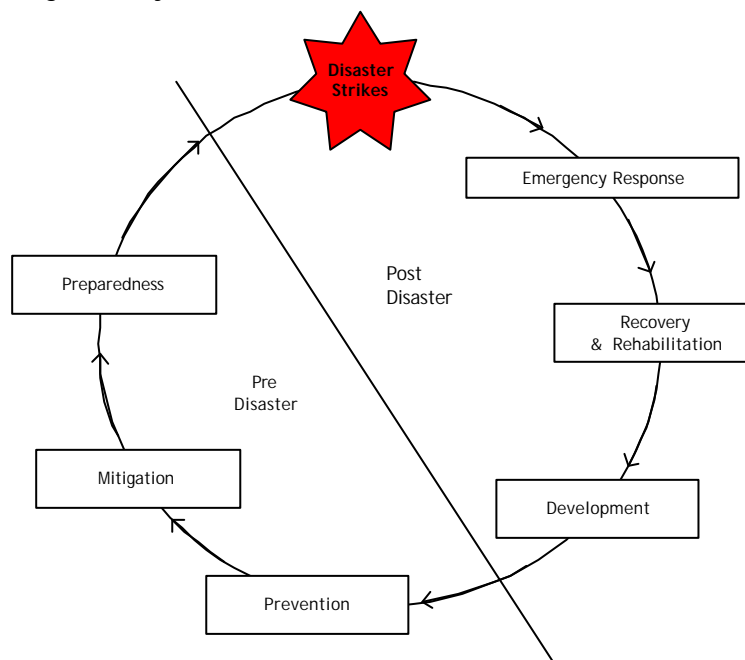 Disaster
Strikes
Emergency Response
Preparedness
Post
Disaster
Recovery
& Rehabilitation
Pre
Disaster
Mitigation
Development
Prevention